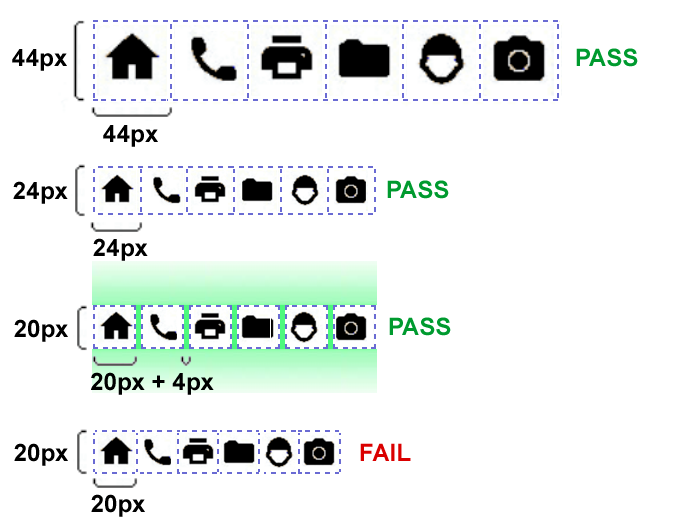 44px PASS
44px
24px PASS
24px
20px PASS
20px + 4px
20px FAIL
20px